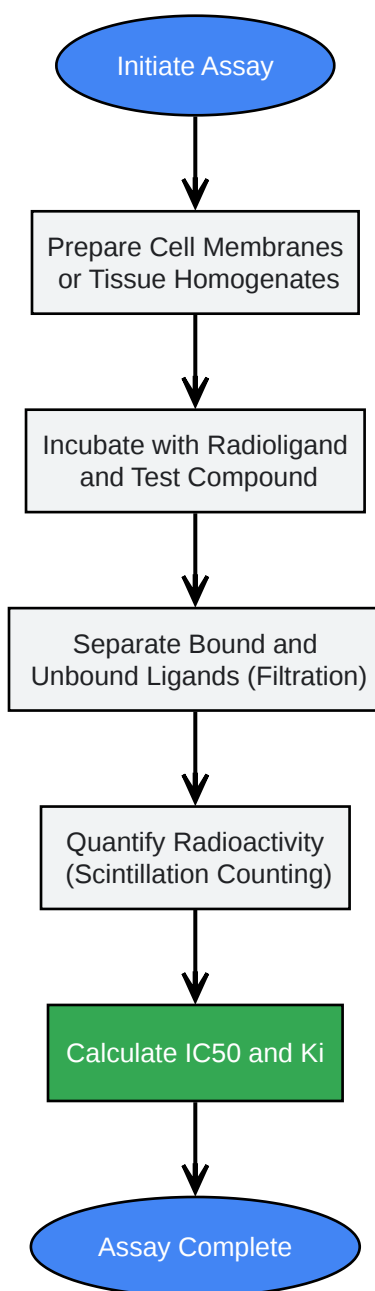 Initiate Assay
Prepare Cell Membranes
or Tissue Homogenates
Incubate with Radioligand
and Test Compound
Separate Bound and
Unbound Ligands (Filtration)
Quantify Radioactivity
(Scintillation Counting)
Calculate IC50 and Ki
Assay Complete